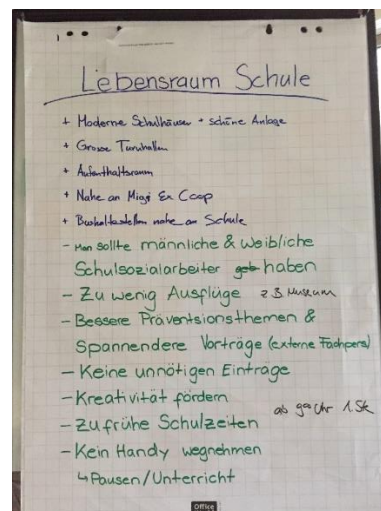 Lebensraum Schule
+ Moderne Schulhäuser + schöne Anlage
+ Grosse Turnhallen
+ Aufenthaltsraum
+ Nahe an Migi & Coop
+ Bushaltestellen nahe an Schule
- Man sollte männliche & weibliche
Schulsozialarbeiter haben
- Zu wenig Ausflüge z.B. Museum
- Bessere Präventionsthemen &
Spannendere Vorträge (externe Fachpers)
- Keine unnötigen Einträge
- Kreativität fördern
- Zu frühe Schulzeiten ab 9 Uhr 1. Stk
- Kein Handy wegnehmen
↳ Pausen/Unterricht
Office